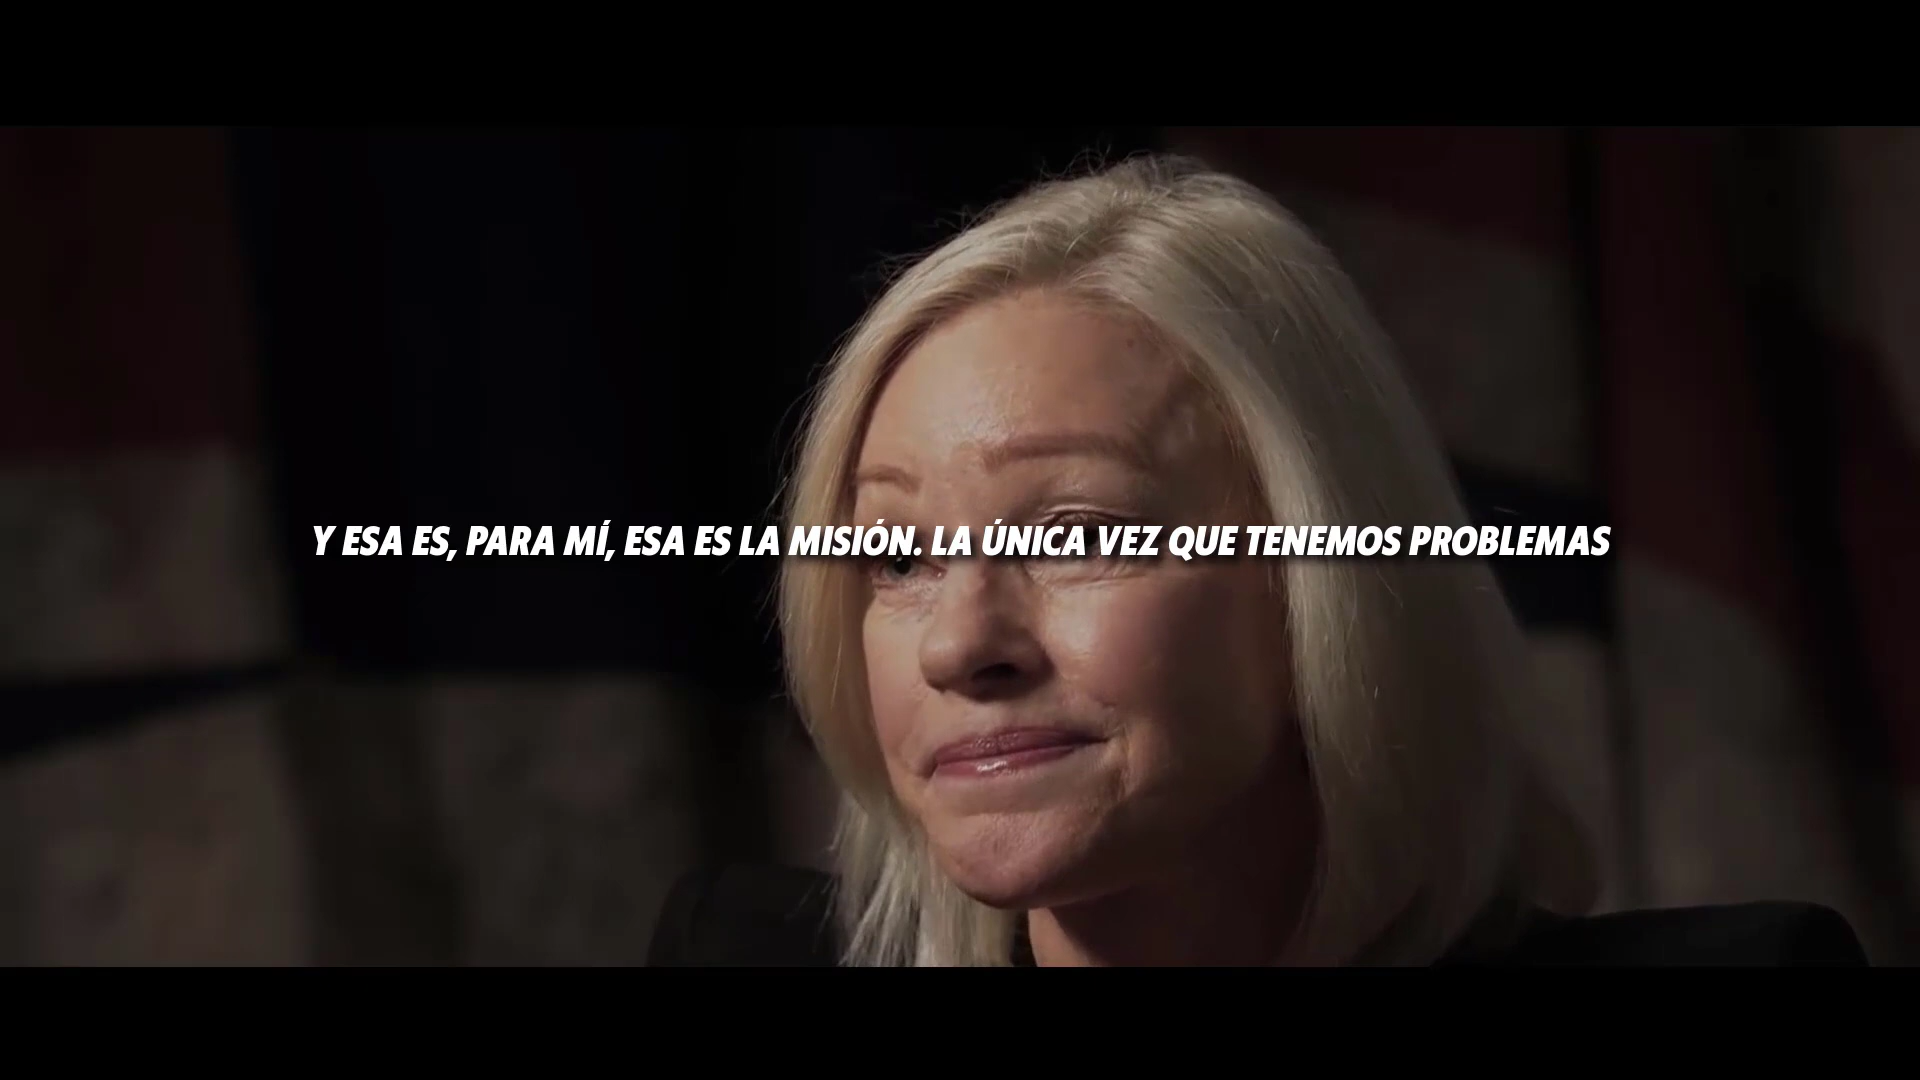 Y ESA ES, PARA MÍ, ESA ES LA MISIÓN. LA ÚNICA VEZ QUE TENEMOS PROBLEMAS